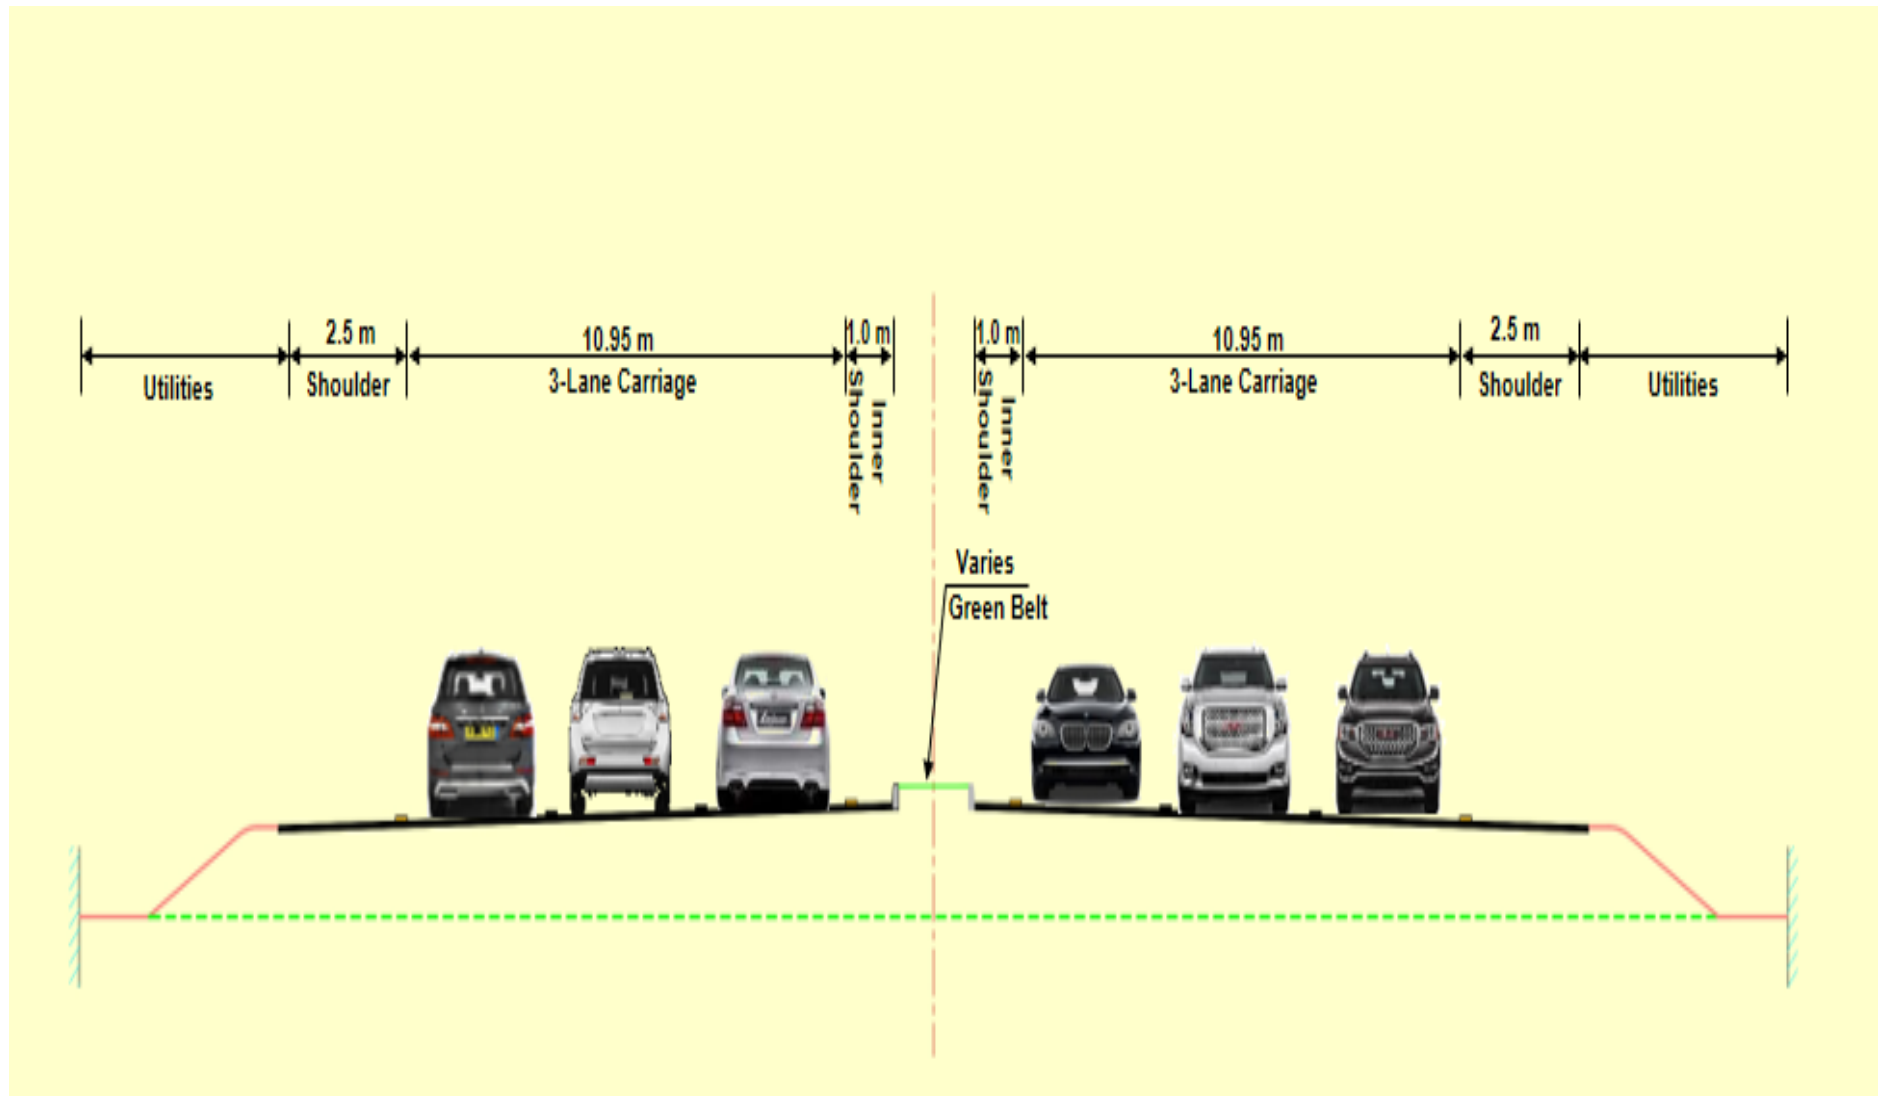 2.5 m
10.95 m
1.0 m
1.0 m
10.95 m
2.5 m
Utilities
Shoulder
3-Lane Carriage
Inner
Shoulder
Inner
Shoulder
3-Lane Carriage
Shoulder
Utilities
Varies
Green Belt